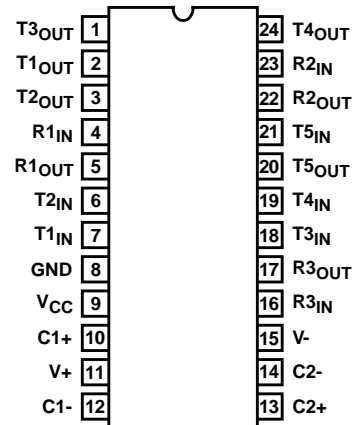 T3OUT 1 24 T4OUT
T1OUT 2 23 R2IN
T2OUT 3 22 R2OUT
R1IN 4 21 T5IN
R1OUT 5 20 T5OUT
T2IN 6 19 T4IN
T1IN 7 18 T3IN
GND 8 17 R3OUT
VCC 9 16 R3IN
C1+ 10 15 V-
V+ 11 14 C2-
C1- 12 13 C2+